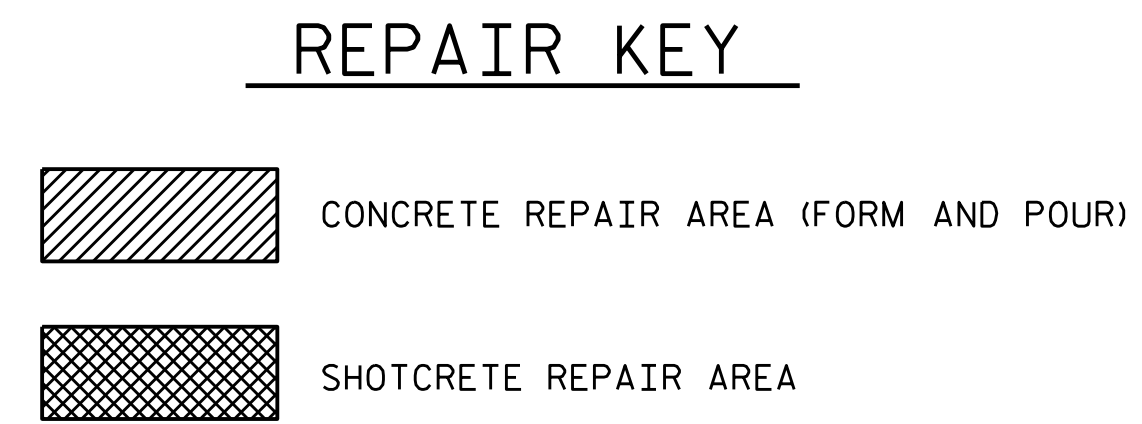 REPAIR KEY
CONCRETE REPAIR AREA (FORM AND POUR)
SHOTCRETE REPAIR AREA